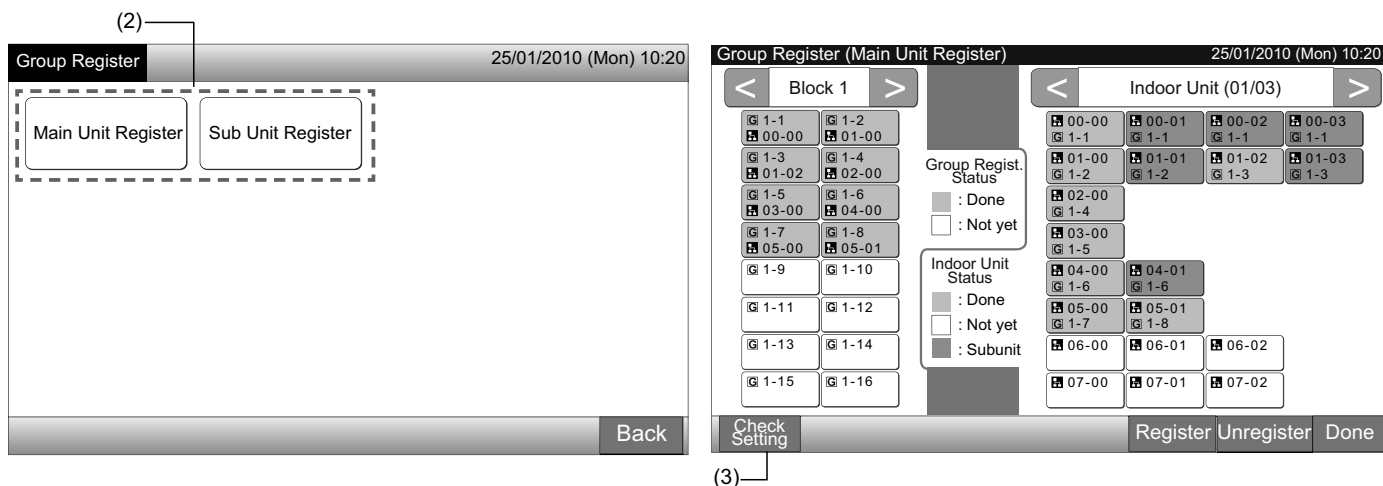 (2)
Group Register
25/01/2010 (Mon) 10:20
Main Unit Register
Sub Unit Register
Back
Group Register (Main Unit Register)
25/01/2010 (Mon) 10:20
<
Block 1
>
G 1-1
00-00
G 1-2
01-00
G 1-3
01-02
G 1-4
02-00
G 1-5
03-00
G 1-6
04-00
G 1-7
05-00
G 1-8
05-01
G 1-9
G 1-10
G 1-11
G 1-12
G 1-13
G 1-14
G 1-15
G 1-16
Group Regist.
Status
: Done
: Not yet
Indoor Unit
Status
: Done
: Not yet
: Subunit
<
Indoor Unit (01/03)
>
00-00
G 1-1
00-01
G 1-1
00-02
G 1-1
00-03
G 1-1
01-00
G 1-2
01-01
G 1-2
01-02
G 1-3
01-03
G 1-3
02-00
G 1-4
03-00
G 1-5
04-00
G 1-6
04-01
G 1-6
05-00
G 1-7
05-01
G 1-8
06-00
06-01
06-02
07-00
07-01
07-02
Check
Setting
Register
Unregister
Done
(3)